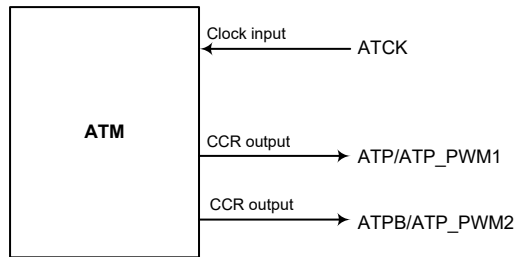 Clock input
ATCK
ATM
CCR output
ATP/ATP_PWM1
CCR output
ATPB/ATP_PWM2